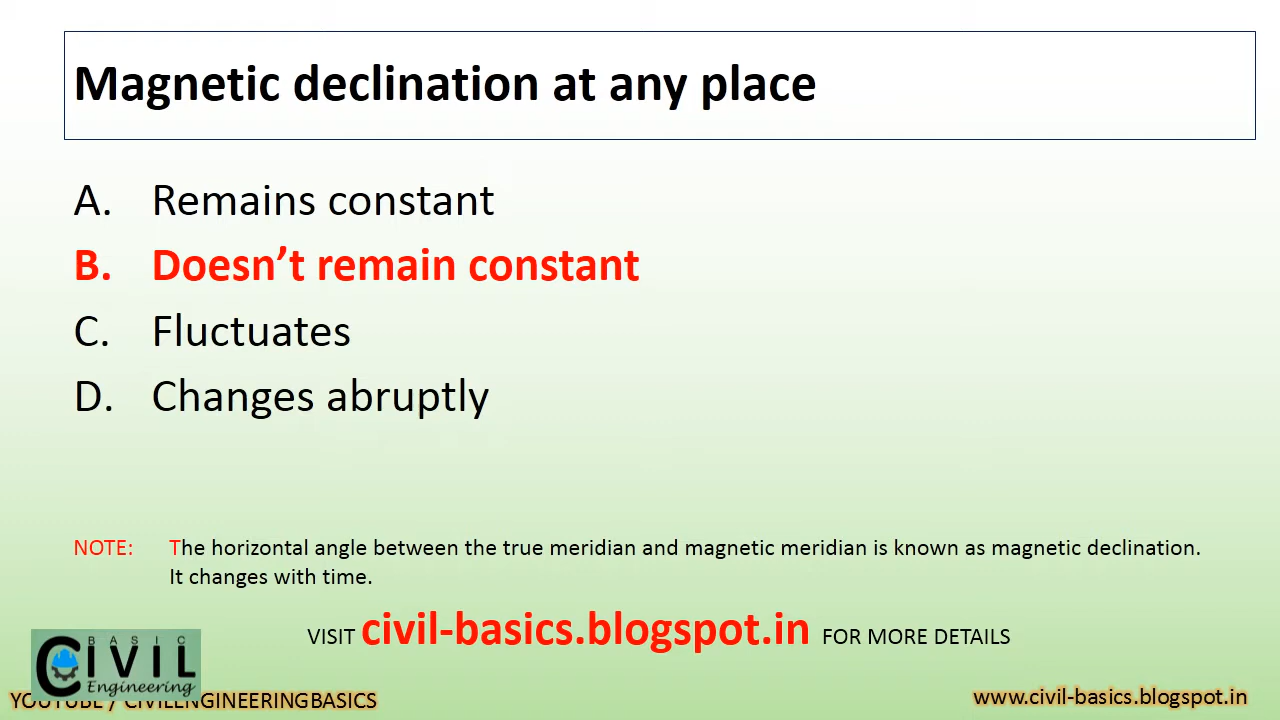 Magnetic declination at any place
A. Remains constant
B. Doesn’t remain constant
C. Fluctuates
D. Changes abruptly
NOTE: The horizontal angle between the true meridian and magnetic meridian is known as magnetic declination.
It changes with time.
VISIT civil-basics.blogspot.in FOR MORE DETAILS
BASIC
CIVIL
Engineering
YOUTUBE / CIVILENGINEERINGBASICS
www.civil-basics.blogspot.in